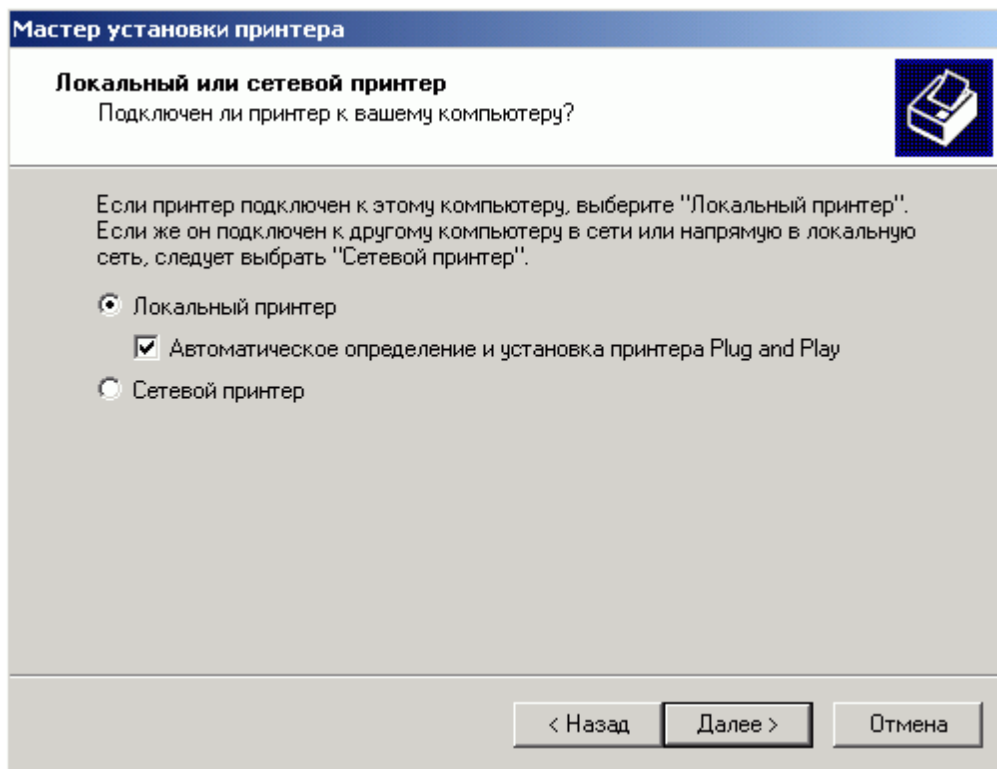 Мастер установки принтера
Локальный или сетевой принтер
Подключен ли принтер к вашему компьютеру?
Если принтер подключен к этому компьютеру, выберите "Локальный принтер".
Если же он подключен к другому компьютеру в сети или напрямую в локальную
сеть, следует выбрать "Сетевой принтер".
Локальный принтер
Автоматическое определение и установка принтера Plug and Play
Сетевой принтер
< Назад
Далее >
Отмена